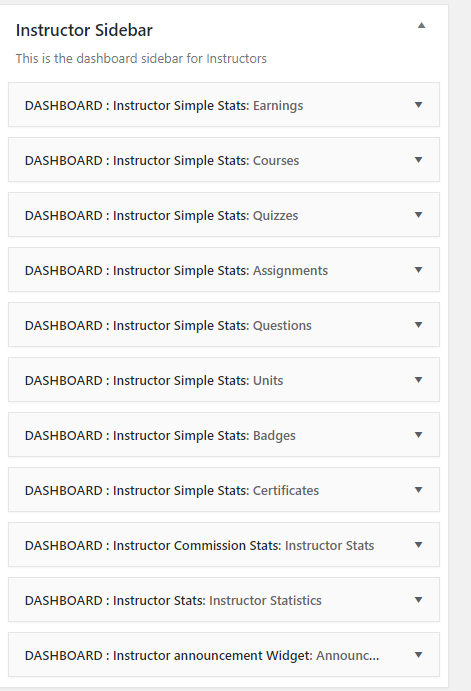 Instructor Sidebar
This is the dashboard sidebar for Instructors
DASHBOARD : Instructor Simple Stats: Earnings
DASHBOARD : Instructor Simple Stats: Courses
DASHBOARD : Instructor Simple Stats: Quizzes
DASHBOARD : Instructor Simple Stats: Assignments
DASHBOARD : Instructor Simple Stats: Questions
DASHBOARD : Instructor Simple Stats: Units
DASHBOARD : Instructor Simple Stats: Badges
DASHBOARD : Instructor Simple Stats: Certificates
DASHBOARD : Instructor Commission Stats: Instructor Stats
DASHBOARD : Instructor Stats: Instructor Statistics
DASHBOARD : Instructor announcement Widget: Announc...